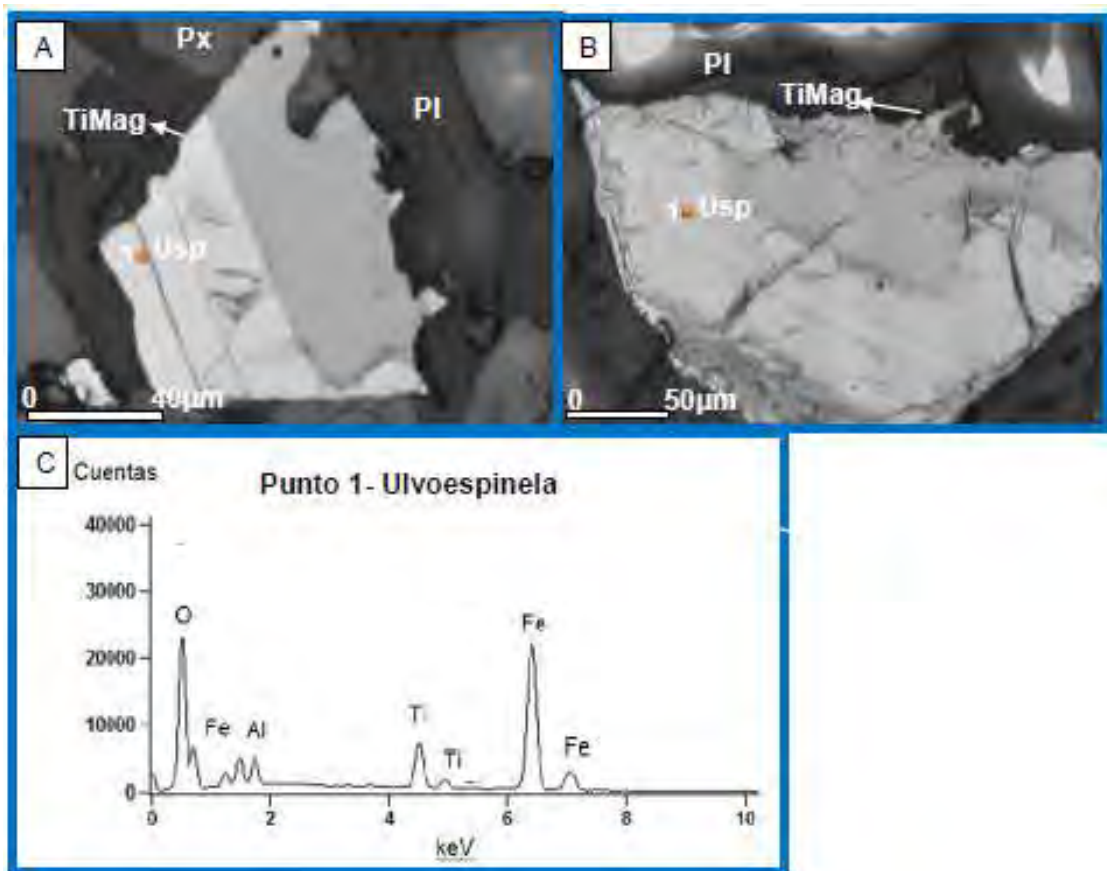 A
Px
Pl
TiMag
1 Usp
0 40µm
B
Pl
TiMag
1 Usp
0 50µm
C
Cuentas
Punto 1- Ulvoespinela
40000
30000
20000
10000
0
O
Fe
Al
Ti
Ti
Fe
Fe
0 2 4 6 8 10
keV